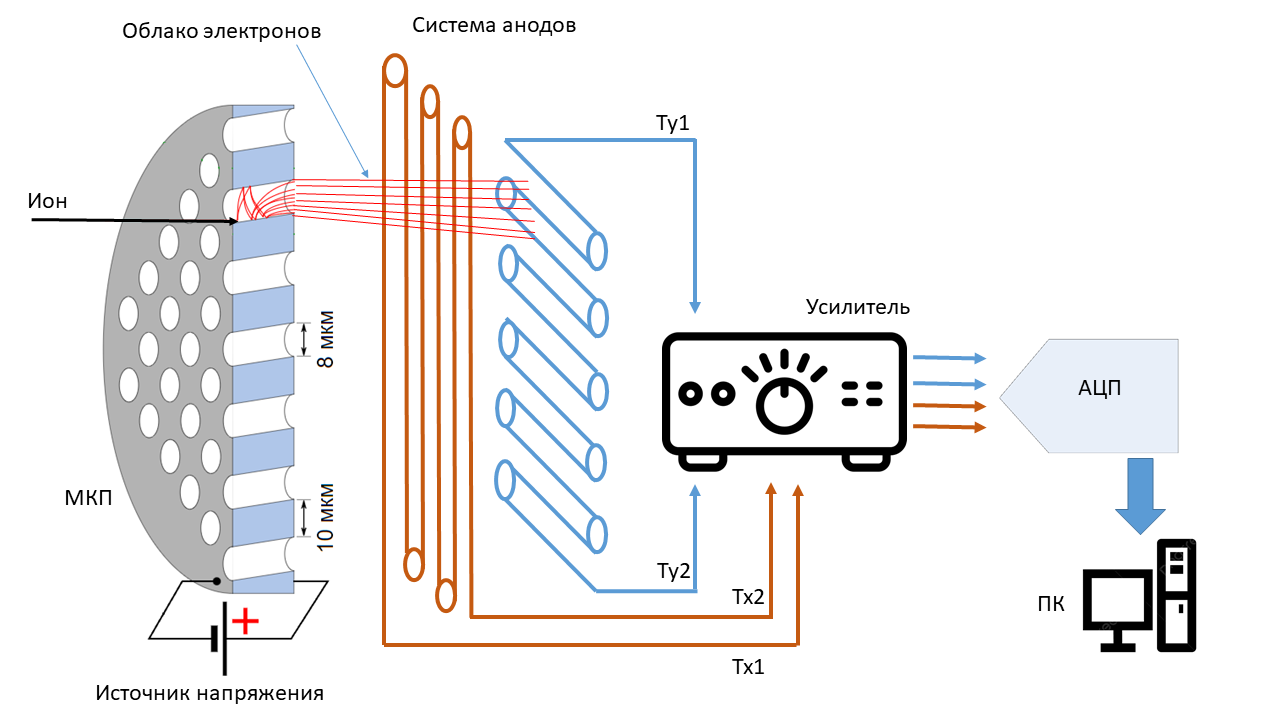 Облако электронов
Система анодов
Ион
Ty1
Усилитель
8 мкм
АЦП
МКП
10 мкм
Ty2
Tx2
ПК
Tx1
Источник напряжения